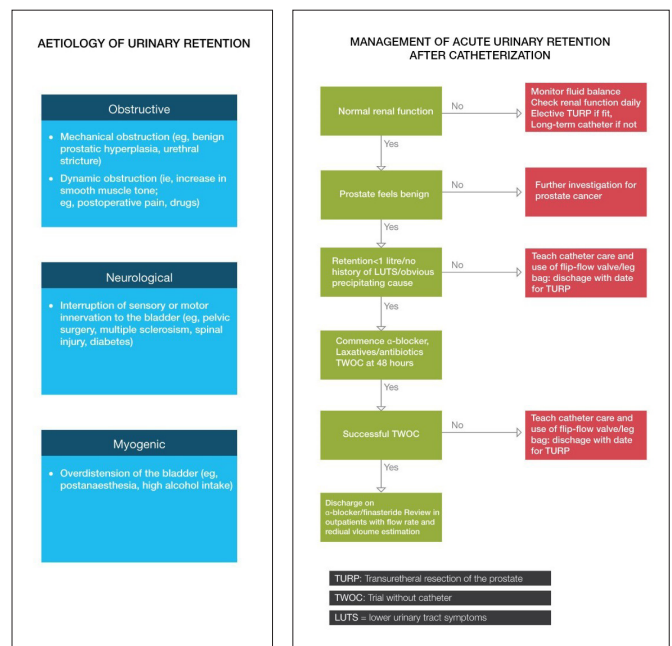 AETIOLOGY OF URINARY RETENTION
Obstructive
• Mechanical obstruction (eg, benign
prostatic hyperplasia, urethral
stricture)
• Dynamic obstruction (ie, increase in
smooth muscle tone;
eg, postoperative pain, drugs)
Neurological
• Interruption of sensory or motor
innervation to the bladder (eg, pelvic
surgery, multiple sclerosism, spinal
injury, diabetes)
Myogenic
• Overdistension of the bladder (eg,
postanaesthesia, high alcohol intake)
MANAGEMENT OF ACUTE URINARY RETENTION
AFTER CATHETERIZATION
Normal renal function
No
Monitor fluid balance
Check renal function daily
Elective TURP if fit,
Long-term catheter if not
Yes
Prostate feels benign
No
Further investigation for
prostate cancer
Yes
Retention<1 litre/no
history of LUTS/obvious
precipitating cause
No
Teach catheter care and
use of flip-flow valve/leg
bag: dischage with date
for TURP
Yes
Commence α-blocker,
Laxatives/antibiotics
TWOC at 48 hours
Yes
Successful TWOC
No
Teach catheter care and
use of flip-flow valve/leg
bag: dischage with date
for TURP
Yes
Discharge on
α-blocker/finasteride Review in
outpatients with flow rate and
rediual vloume estimation
TURP: Transuretheral resection of the prostate
TWOC: Trial without catheter
LUTS = lower urinary tract symptoms